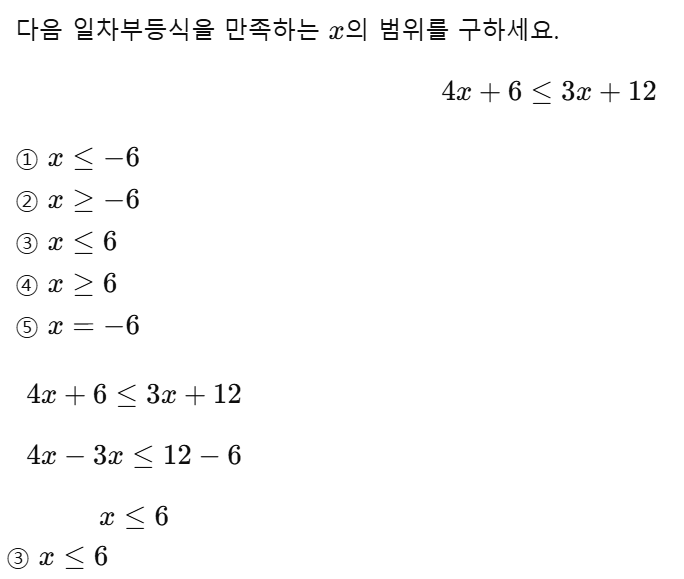 다음 일차부등식을 만족하는 x의 범위를 구하세요.
4x + 6 ≤ 3x + 12
① x ≤ −6
② x ≥ −6
③ x ≤ 6
④ x ≥ 6
⑤ x = −6
4x + 6 ≤ 3x + 12
4x − 3x ≤ 12 − 6
x ≤ 6
③ x ≤ 6